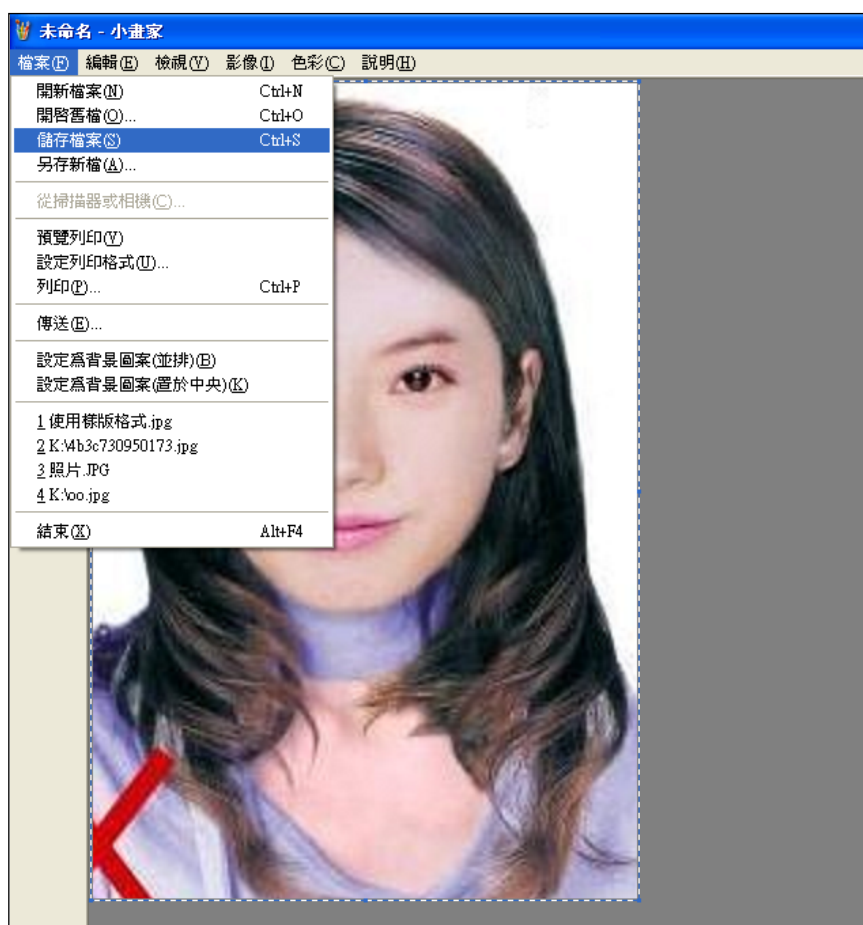 未命名 - 小畫家
檔案(F) 編輯(E) 檢視(V) 影像(I) 色彩(C) 說明(H)
開新檔案(N) Ctrl+N
開啓舊檔(O)... Ctrl+O
儲存檔案(S) Ctrl+S
另存新檔(A)...
從掃描器或相機(C)...
預覽列印(V)
設定列印格式(U)...
列印(P)... Ctrl+P
傳送(E)...
設定為背景圖案(並排)(B)
設定為背景圖案(置於中央)(K)
1 使用樣版格式.jpg
2 K:\4b3c730950173.jpg
3 照片.JPG
4 K:\oo.jpg
結束(X) Alt+F4